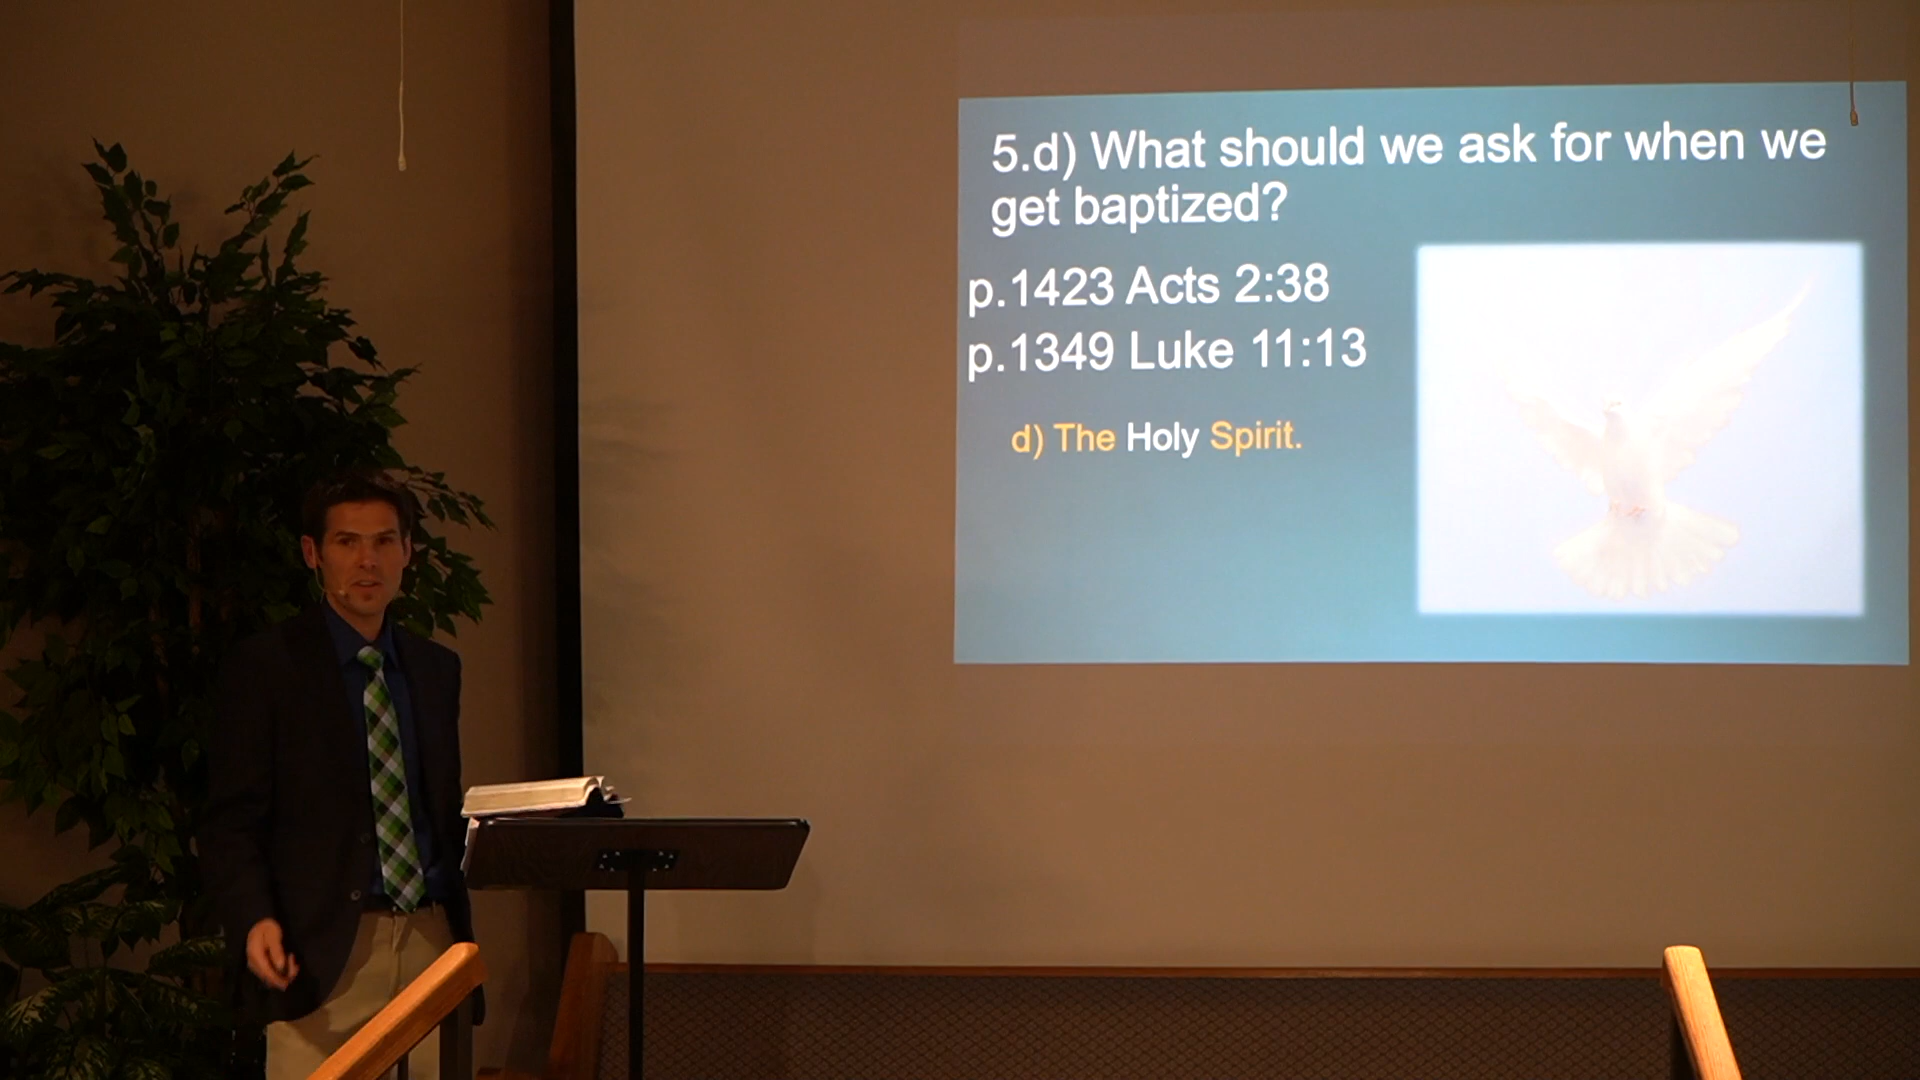 5.d) What should we ask for when we
get baptized?
p.1423 Acts 2:38
p.1349 Luke 11:13
d) The Holy Spirit.